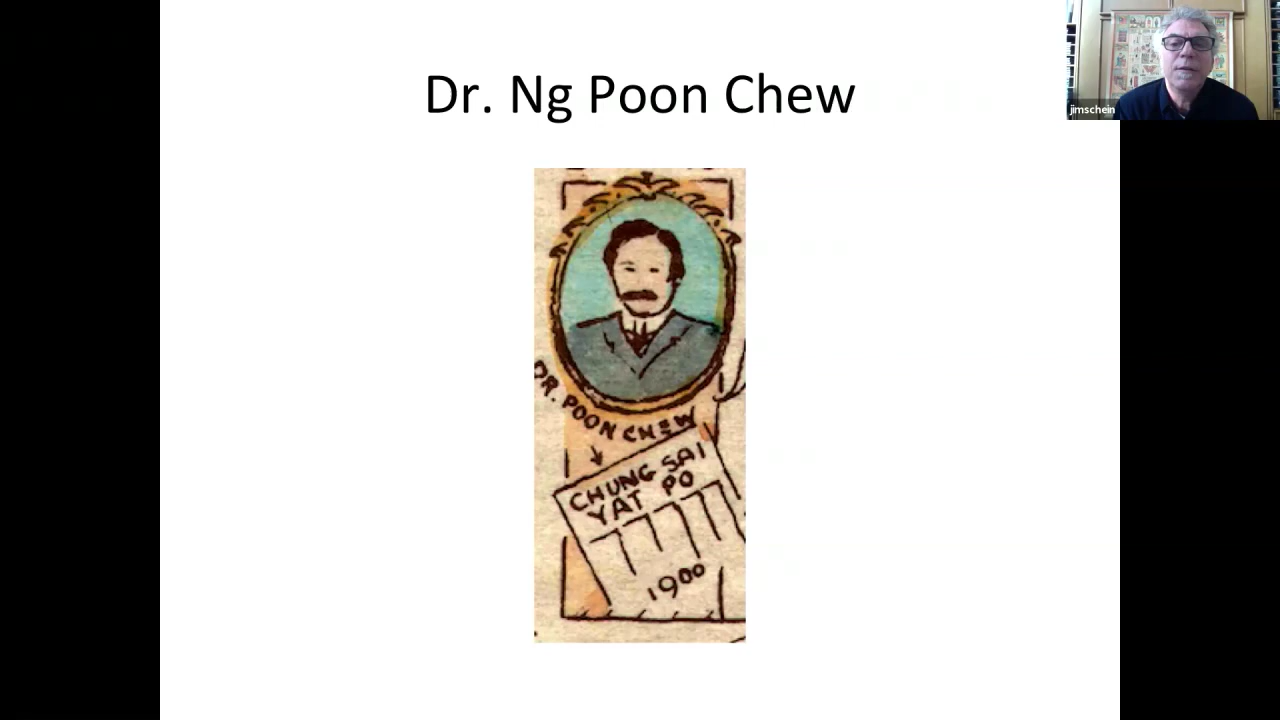 Dr. Ng Poon Chew
jimschein
DR. POON CHEW
CHUNG SAI
YAT PO
1900